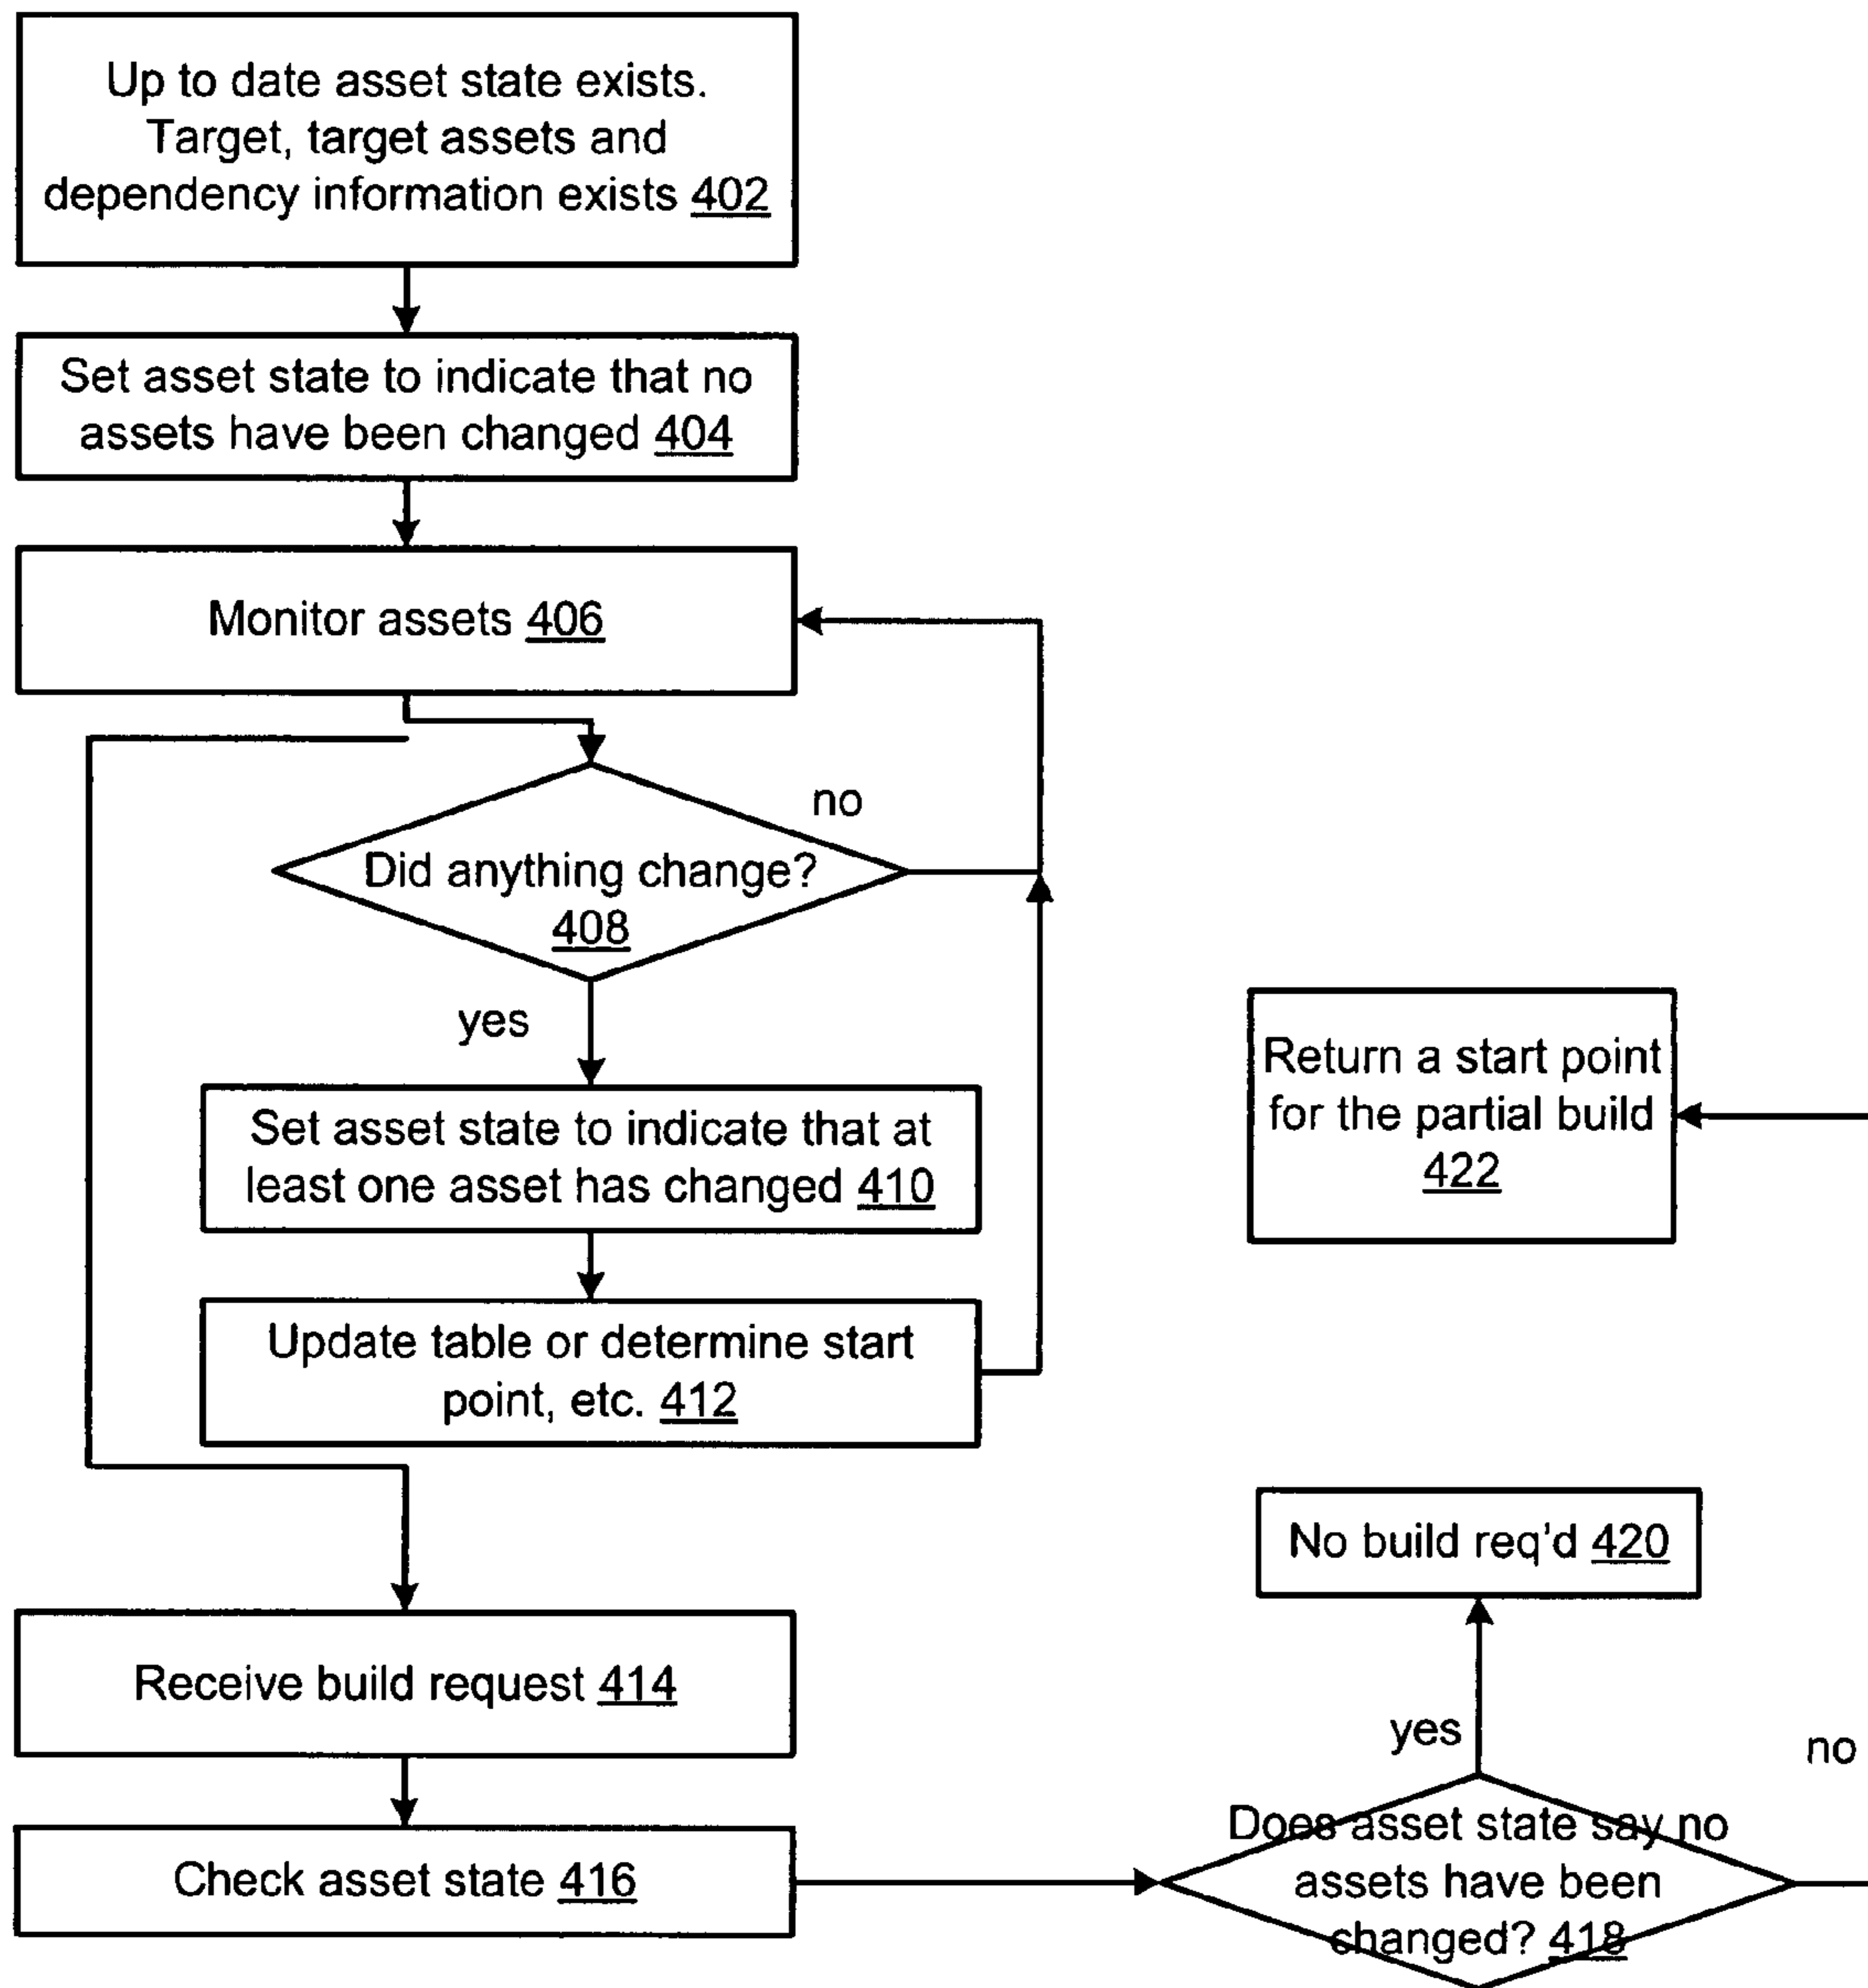 Up to date asset state exists.
Target, target assets and
dependency information exists 402
Set asset state to indicate that no
assets have been changed 404
Monitor assets 406
no
Did anything change?
408
yes
Set asset state to indicate that at
least one asset has changed 410
Update table or determine start
point, etc. 412
Receive build request 414
Check asset state 416
Return a start point
for the partial build
422
No build req'd 420
yes
no
Does asset state say no
assets have been
changed? 418